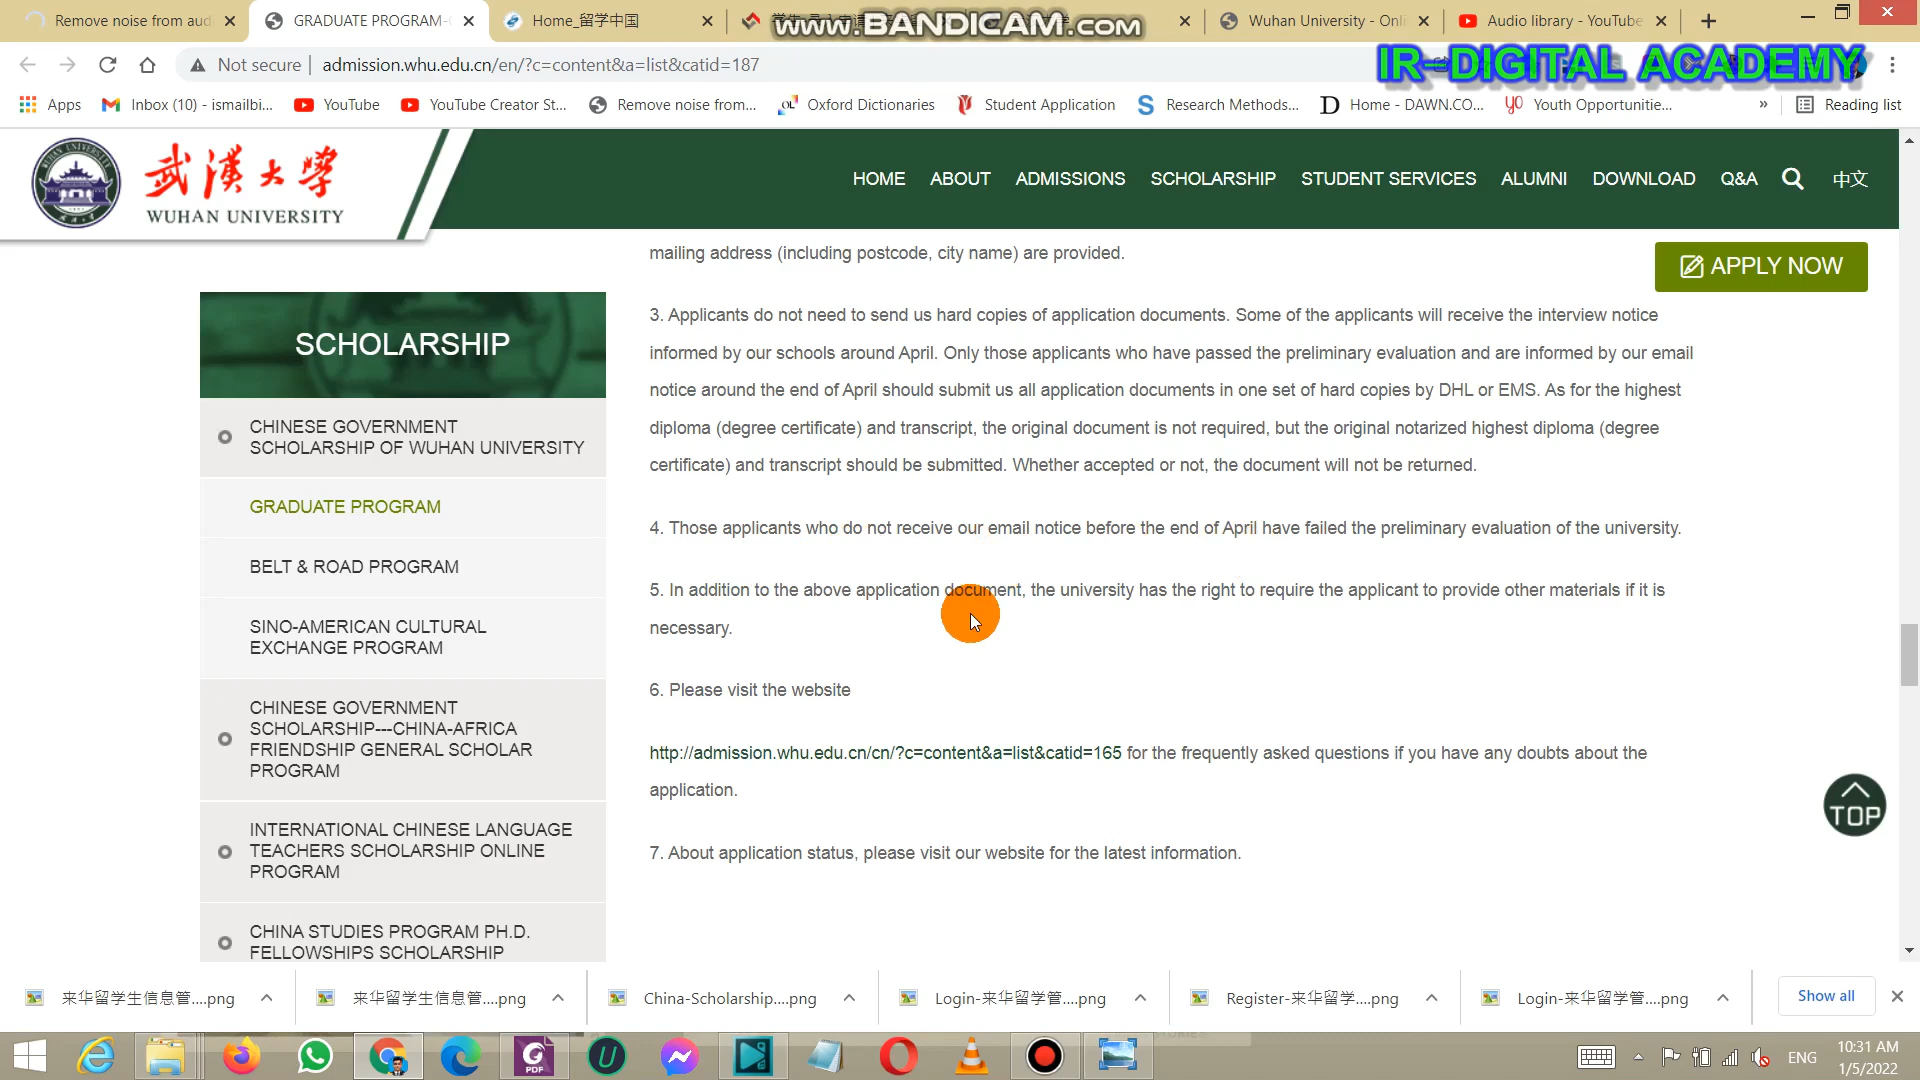 Remove noise from aud
GRADUATE PROGRAM-
Home_留学中国
Wuhan University - Onli
Audio library - YouTube
www.BANDICAM.com
Not secure
admission.whu.edu.cn/en/?c=content&a=list&catid=187
IR-DIGITAL ACADEMY
Apps
Inbox (10) - ismailbi...
YouTube
YouTube Creator St...
Remove noise from...
Oxford Dictionaries
Student Application
Research Methods...
Home - DAWN.CO...
Youth Opportunitie...
»
Reading list
武漢大学
WUHAN UNIVERSITY
HOME
ABOUT
ADMISSIONS
SCHOLARSHIP
STUDENT SERVICES
ALUMNI
DOWNLOAD
Q&A
中文
APPLY NOW
SCHOLARSHIP
CHINESE GOVERNMENT
SCHOLARSHIP OF WUHAN UNIVERSITY
GRADUATE PROGRAM
BELT & ROAD PROGRAM
SINO-AMERICAN CULTURAL
EXCHANGE PROGRAM
CHINESE GOVERNMENT
SCHOLARSHIP---CHINA-AFRICA
FRIENDSHIP GENERAL SCHOLAR
PROGRAM
INTERNATIONAL CHINESE LANGUAGE
TEACHERS SCHOLARSHIP ONLINE
PROGRAM
CHINA STUDIES PROGRAM PH.D.
FELLOWSHIPS SCHOLARSHIP
mailing address (including postcode, city name) are provided.
3. Applicants do not need to send us hard copies of application documents. Some of the applicants will receive the interview notice
informed by our schools around April. Only those applicants who have passed the preliminary evaluation and are informed by our email
notice around the end of April should submit us all application documents in one set of hard copies by DHL or EMS. As for the highest
diploma (degree certificate) and transcript, the original document is not required, but the original notarized highest diploma (degree
certificate) and transcript should be submitted. Whether accepted or not, the document will not be returned.
4. Those applicants who do not receive our email notice before the end of April have failed the preliminary evaluation of the university.
5. In addition to the above application document, the university has the right to require the applicant to provide other materials if it is
necessary.
6. Please visit the website
http://admission.whu.edu.cn/cn/?c=content&a=list&catid=165 for the frequently asked questions if you have any doubts about the
application.
7. About application status, please visit our website for the latest information.
TOP
来华留学生信息管....png
来华留学生信息管....png
China-Scholarship....png
Login-来华留学管....png
Register-来华留学....png
Login-来华留学管....png
Show all
PDF
ENG
10:31 AM
1/5/2022